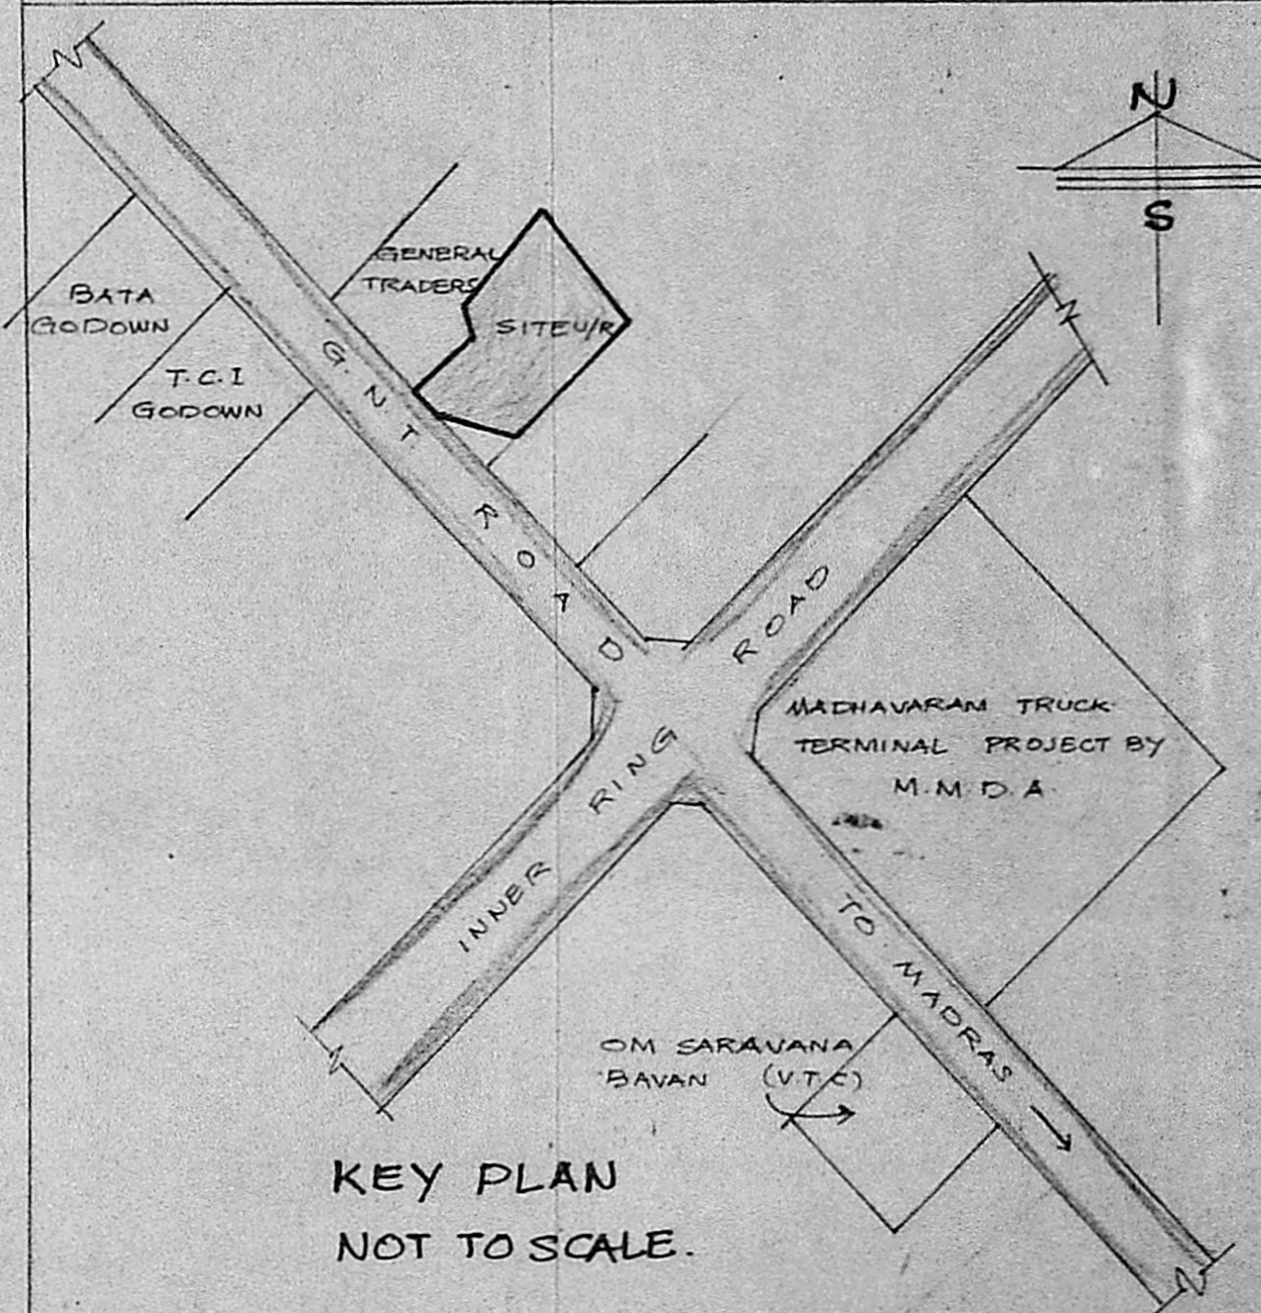 N
S
GENERAL
TRADERS
SITE U/R
BATA
GODOWN
T.C.I
GODOWN
G.N.T ROAD
INNER RING ROAD
MADHAVARAM TRUCK
TERMINAL PROJECT BY
M.M.D.A.
TO MADRAS
OM SARAVANA
BAVAN (V.T.C)
KEY PLAN
NOT TO SCALE.